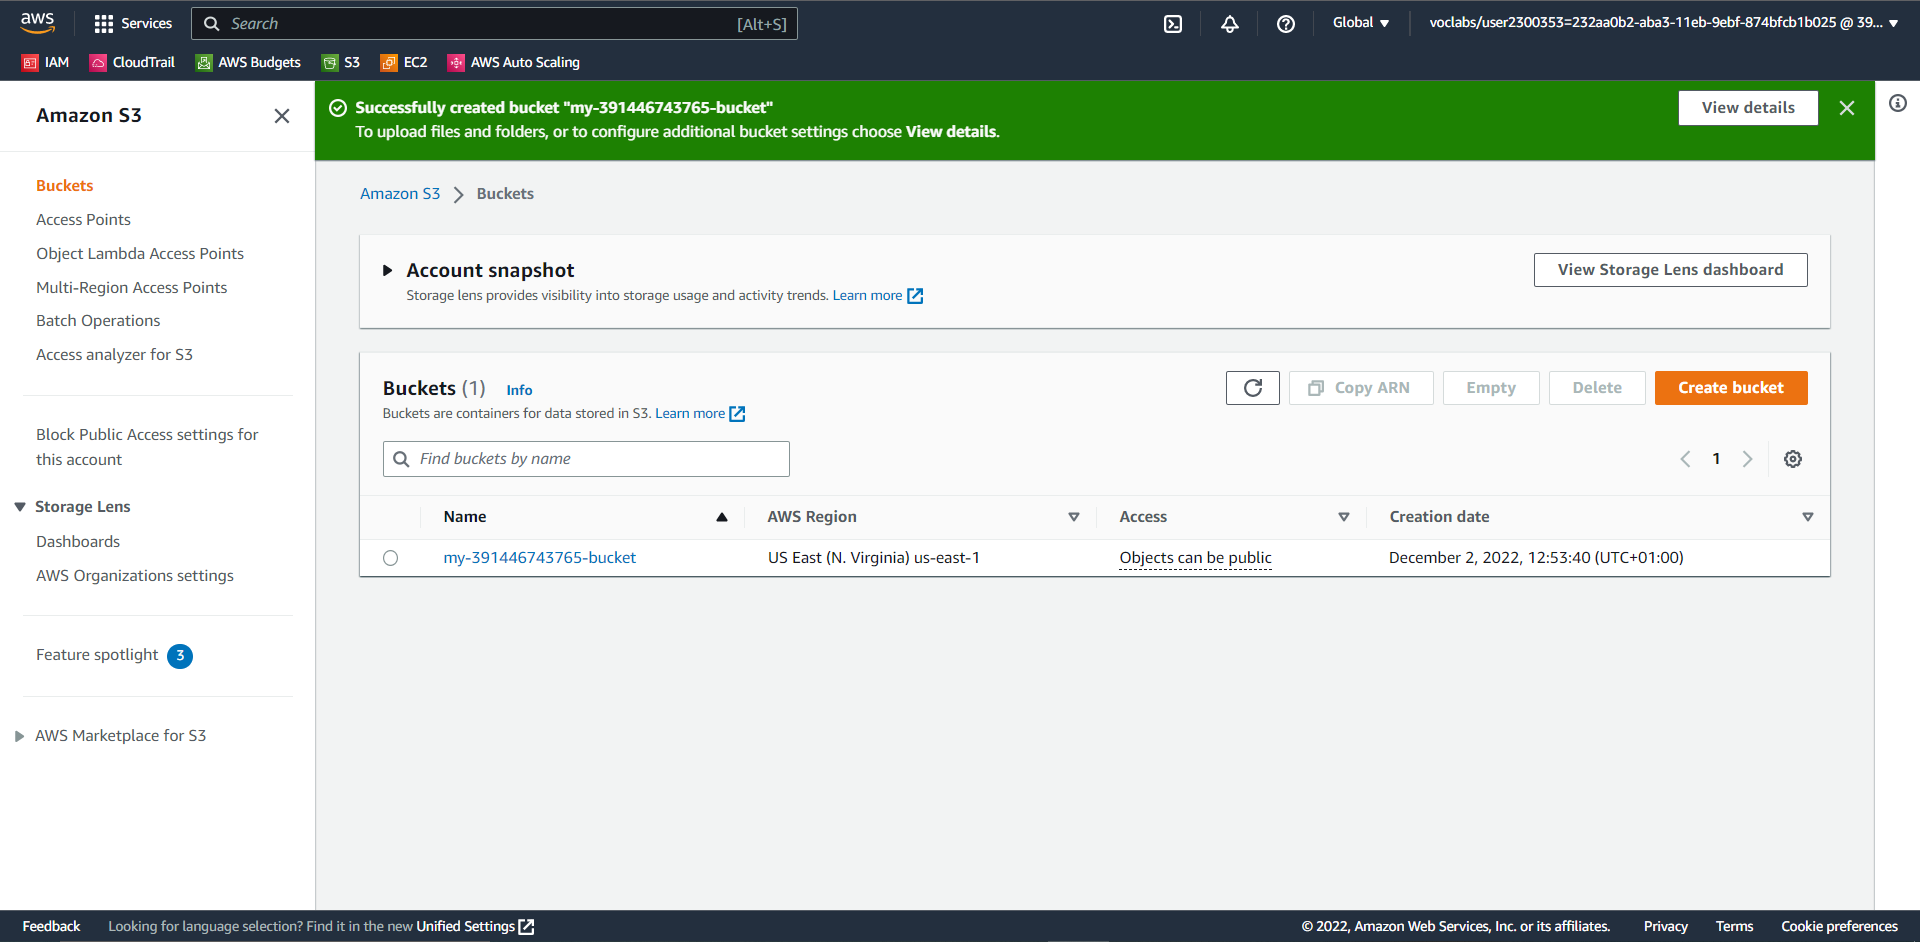 aws
Services
Search [Alt+S]
Global
voclabs/user2300353=232aa0b2-aba3-11eb-9ebf-874bfcb1b025 @ 39...
IAM CloudTrail AWS Budgets S3 EC2 AWS Auto Scaling
Amazon S3
Buckets
Access Points
Object Lambda Access Points
Multi-Region Access Points
Batch Operations
Access analyzer for S3
Block Public Access settings for
this account
Storage Lens
Dashboards
AWS Organizations settings
Feature spotlight 3
AWS Marketplace for S3
Successfully created bucket "my-391446743765-bucket"
To upload files and folders, or to configure additional bucket settings choose View details.
View details
Amazon S3 Buckets
Account snapshot
Storage lens provides visibility into storage usage and activity trends. Learn more
View Storage Lens dashboard
Buckets (1) Info
Buckets are containers for data stored in S3. Learn more
Copy ARN Empty Delete Create bucket
Find buckets by name
1
Name AWS Region Access Creation date
my-391446743765-bucket US East (N. Virginia) us-east-1 Objects can be public December 2, 2022, 12:53:40 (UTC+01:00)
Feedback Looking for language selection? Find it in the new Unified Settings
© 2022, Amazon Web Services, Inc. or its affiliates. Privacy Terms Cookie preferences